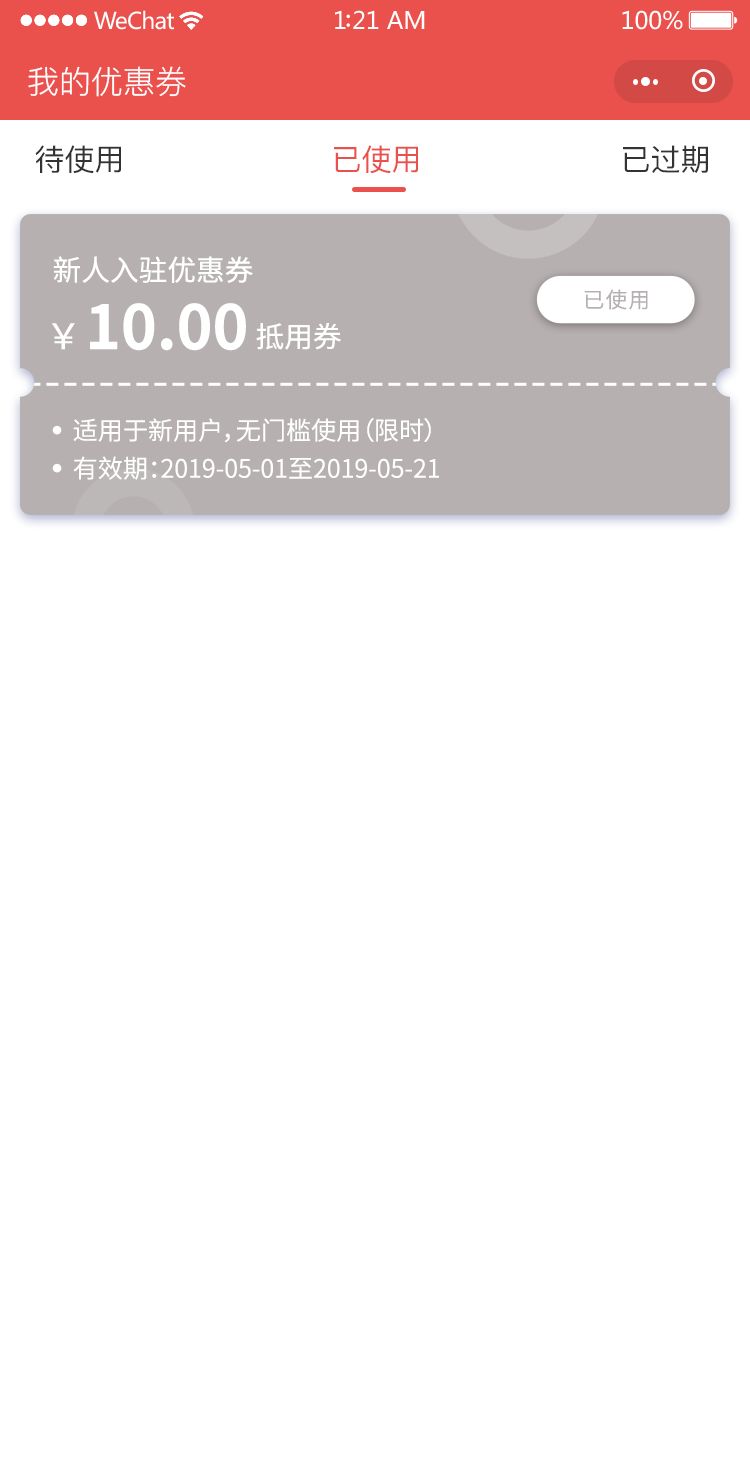 WeChat 1:21 AM 100%
我的优惠券
待使用 已使用 已过期
新人入驻优惠券
¥ 10.00 抵用券
已使用
• 适用于新用户，无门槛使用（限时）
• 有效期：2019-05-01至2019-05-21